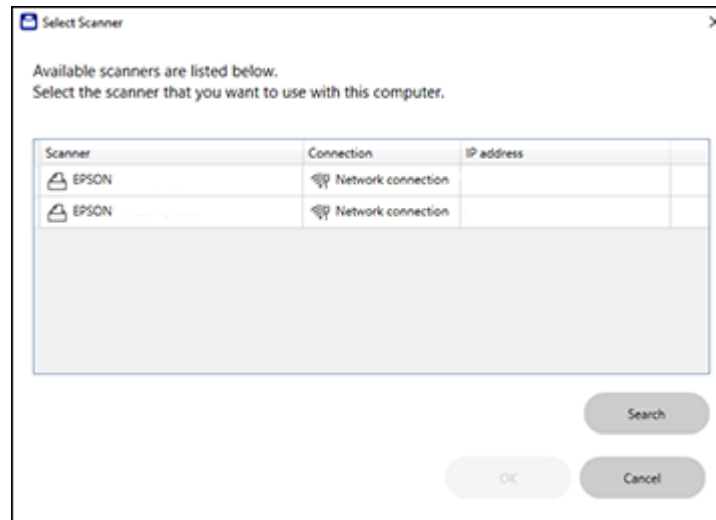 Select Scanner
Available scanners are listed below.
Select the scanner that you want to use with this computer.
Scanner Connection IP address
EPSON Network connection
EPSON Network connection
Search
OK Cancel